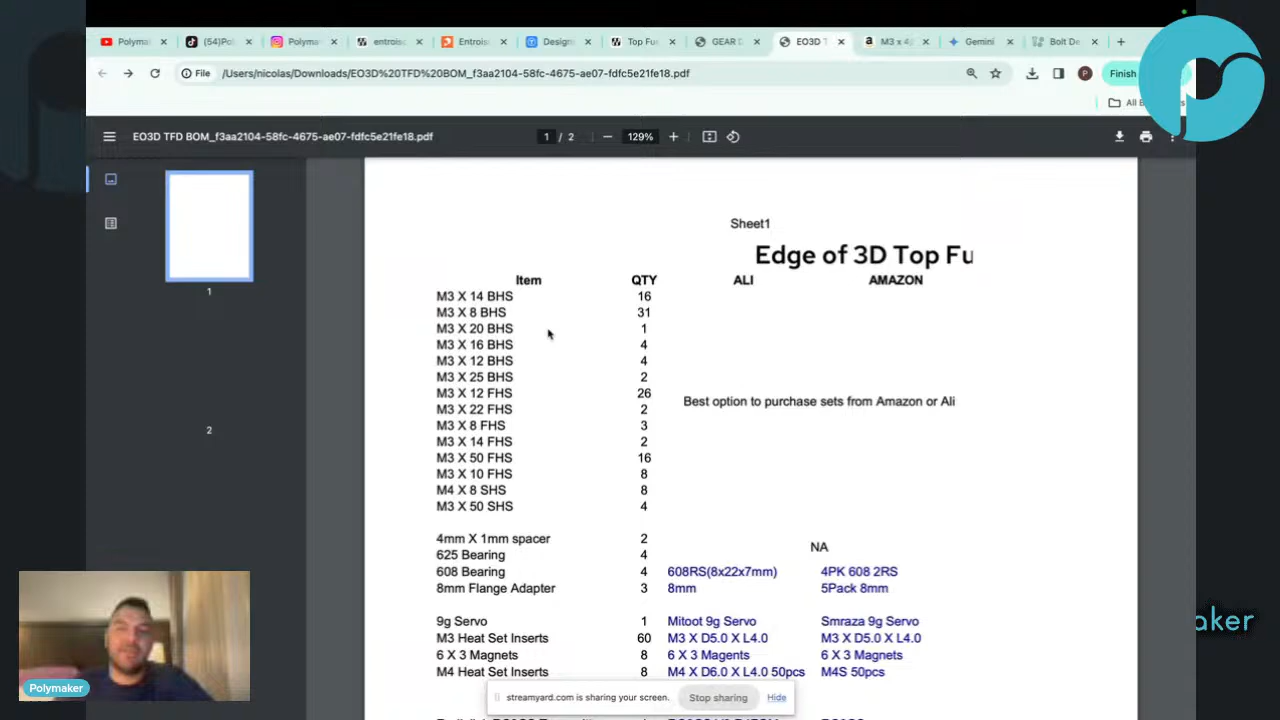 Polyma
(54)Pol
Polyma
entrois
Entrois
Design
Top Fu
GEAR D
EO3D T
M3 x 4
Gemini
Bolt De
File
/Users/nicolas/Downloads/EO3D%20TFD%20BOM_f3aa2104-58fc-4675-ae07-fdfc5e21fe18.pdf
Finish
All B
EO3D TFD BOM_f3aa2104-58fc-4675-ae07-fdfc5e21fe18.pdf
1 / 2
129%
1
2
Sheet1
Edge of 3D Top Fu
Item QTY ALI AMAZON
M3 X 14 BHS 16
M3 X 8 BHS 31
M3 X 20 BHS 1
M3 X 16 BHS 4
M3 X 12 BHS 4
M3 X 25 BHS 2
M3 X 12 FHS 26
Best option to purchase sets from Amazon or Ali
M3 X 22 FHS 2
M3 X 8 FHS 3
M3 X 14 FHS 2
M3 X 50 FHS 16
M3 X 10 FHS 8
M4 X 8 SHS 8
M3 X 50 SHS 4
4mm X 1mm spacer 2
NA
625 Bearing 4
608 Bearing 4 608RS(8x22x7mm) 4PK 608 2RS
8mm Flange Adapter 3 8mm 5Pack 8mm
9g Servo 1 Mitoot 9g Servo Smraza 9g Servo
M3 Heat Set Inserts 60 M3 X D5.0 X L4.0 M3 X D5.0 X L4.0
6 X 3 Magnets 8 6 X 3 Magents 6 X 3 Magnets
M4 Heat Set Inserts 8 M4 X D6.0 X L4.0 50pcs M4S 50pcs
streamyard.com is sharing your screen.
Stop sharing
Hide
Polymaker
aker